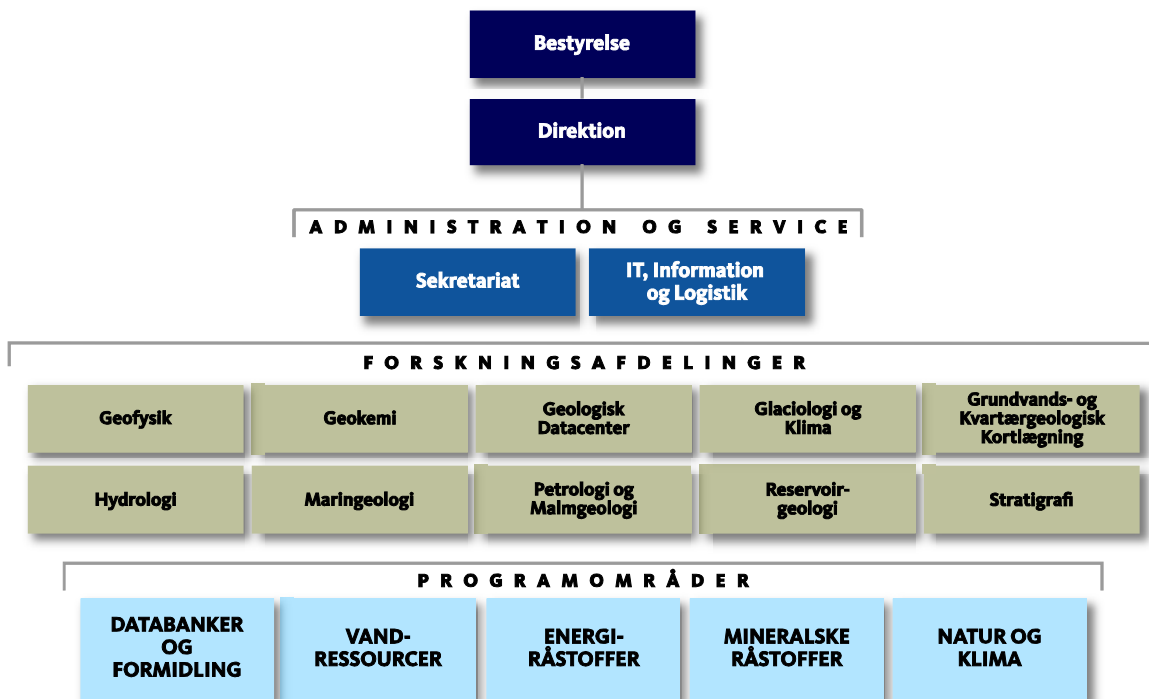 Bestyrelse
Direktion
ADMINISTRATION OG SERVICE
Sekretariat
IT, Information
og Logistik
FORSKNINGSAFDELINGER
Geofysik
Geokemi
Geologisk
Datacenter
Glaciologi og
Klima
Grundvands- og
Kvartærgeologisk
Kortlægning
Hydrologi
Maringeologi
Petrologi og
Malmgeologi
Reservoir-
geologi
Stratigrafi
PROGRAMOMRÅDER
DATABANKER
OG
FORMIDLING
VAND-
RESSOURCER
ENERGI-
RÅSTOFFER
MINERALSKE
RÅSTOFFER
NATUR OG
KLIMA